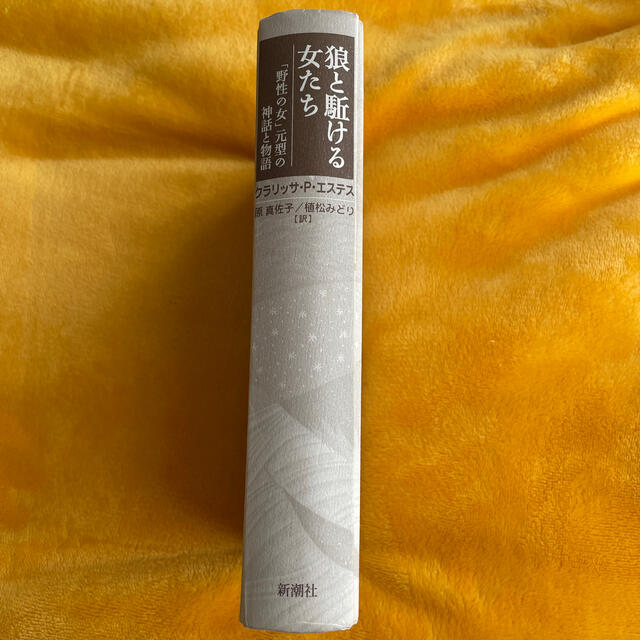 狼と駈ける
女たち
「野性の女」元型の
神話と物語
クラリッサ・P・エステス
原 真佐子／植松みどり
【訳】
新潮社